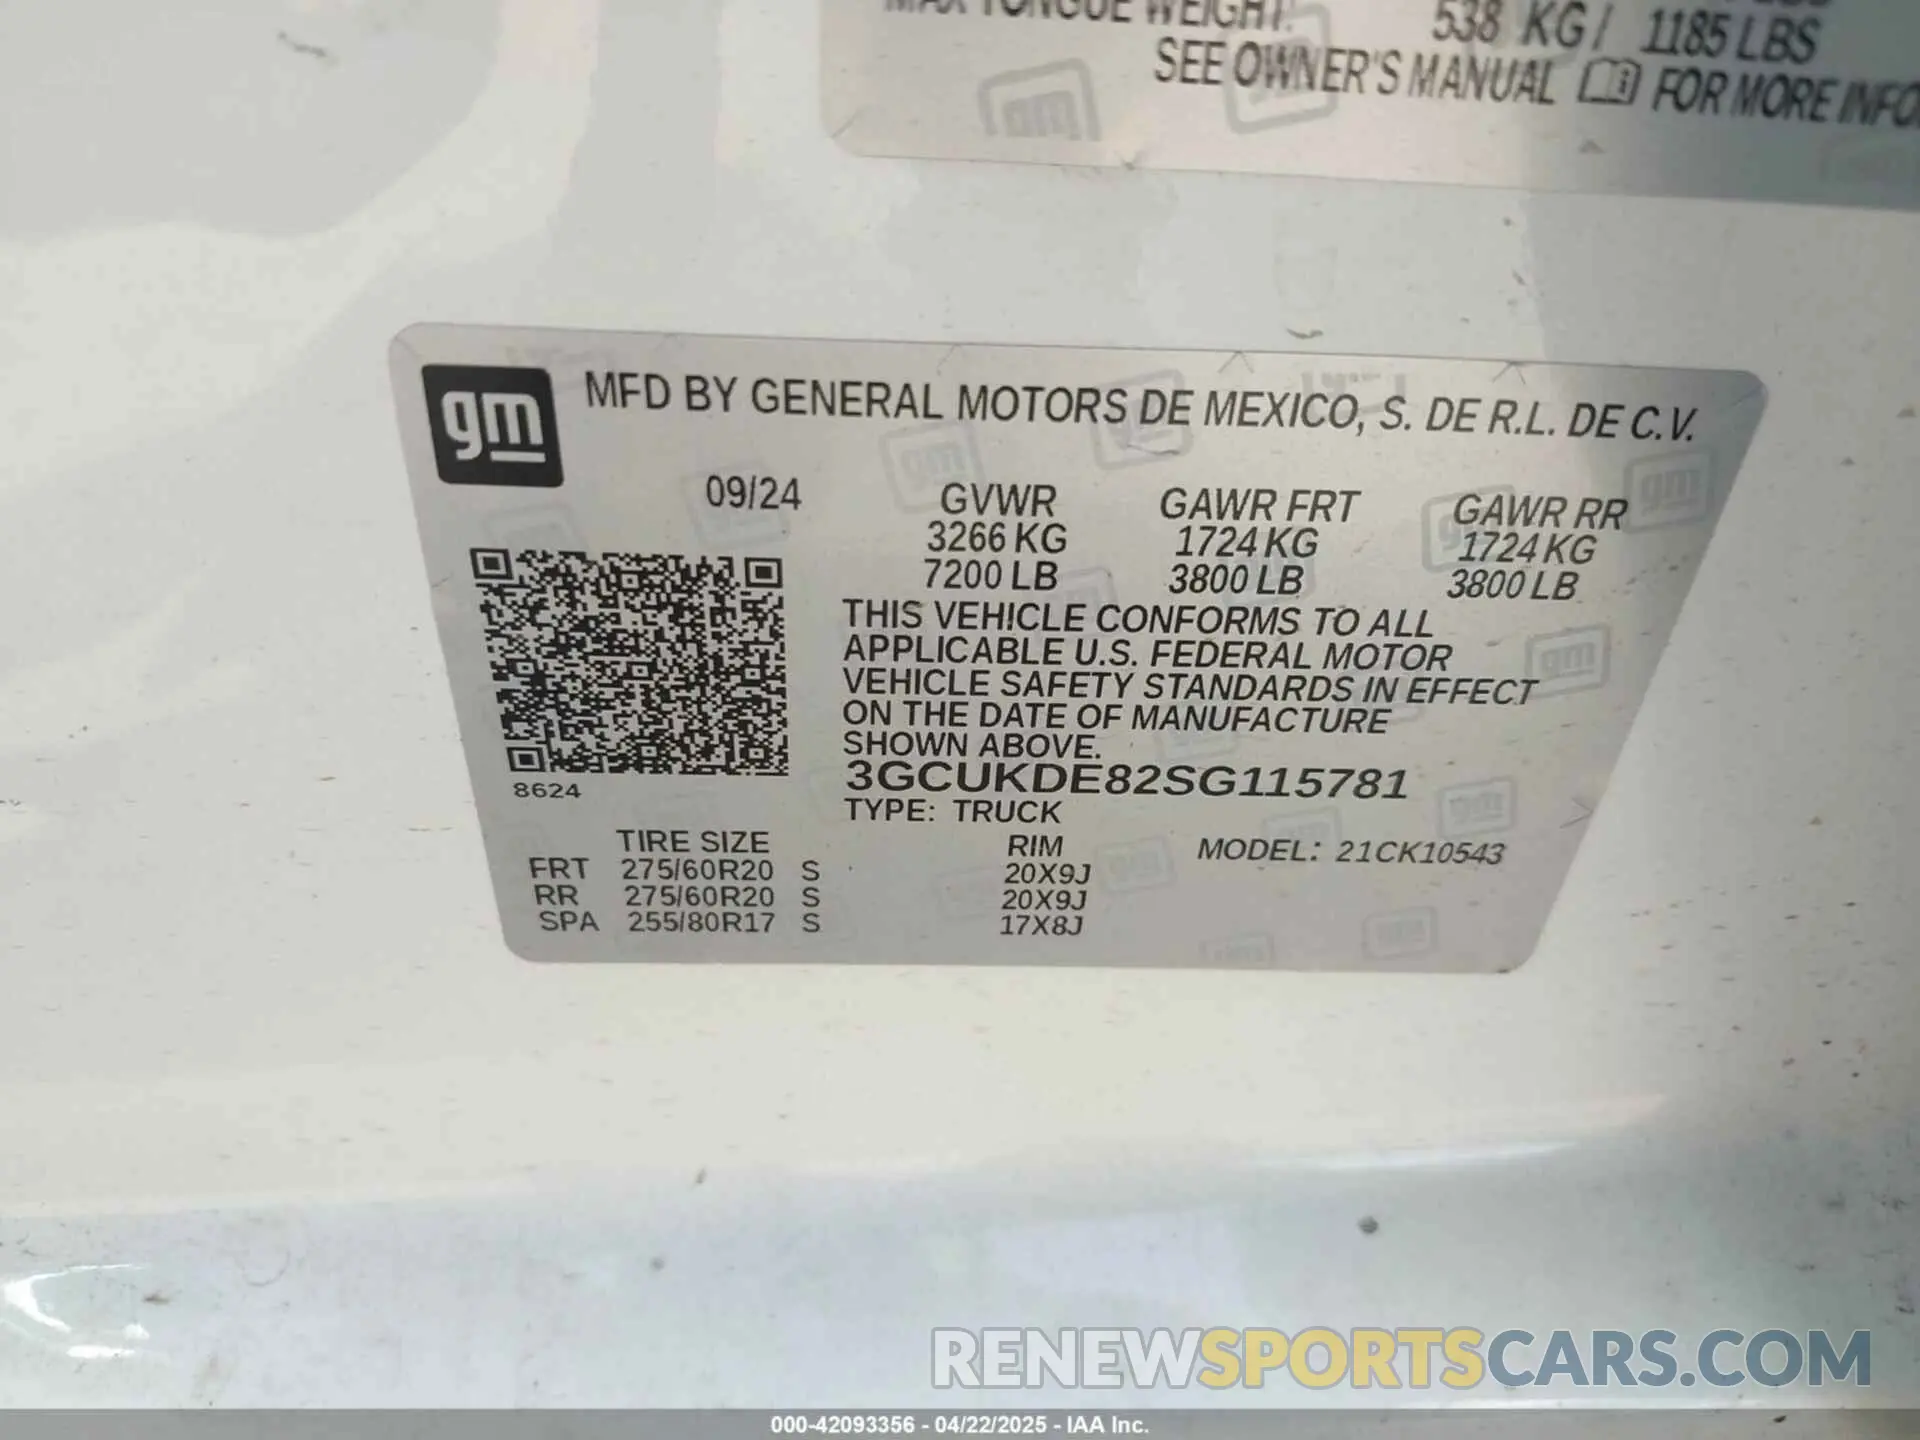 MAX TONGUE WEIGHT:
538 KG / 1185 LBS
SEE OWNER'S MANUAL FOR MORE
gm MFD BY GENERAL MOTORS DE MEXICO, S. DE R.L. DE C.V.
09/24 GVWR GAWR FRT GAWR RR
3266 KG 1724 KG 1724 KG
7200 LB 3800 LB 3800 LB
THIS VEHICLE CONFORMS TO ALL
APPLICABLE U.S. FEDERAL MOTOR
VEHICLE SAFETY STANDARDS IN EFFECT
ON THE DATE OF MANUFACTURE
SHOWN ABOVE.
3GCUKDE82SG115781
8624
TYPE: TRUCK
TIRE SIZE RIM MODEL: 21CK10543
FRT 275/60R20 S 20X9J
RR 275/60R20 S 20X9J
SPA 255/80R17 S 17X8J
RENEWSPORTSCARS.COM
000-42093356 - 04/22/2025 - IAA Inc.